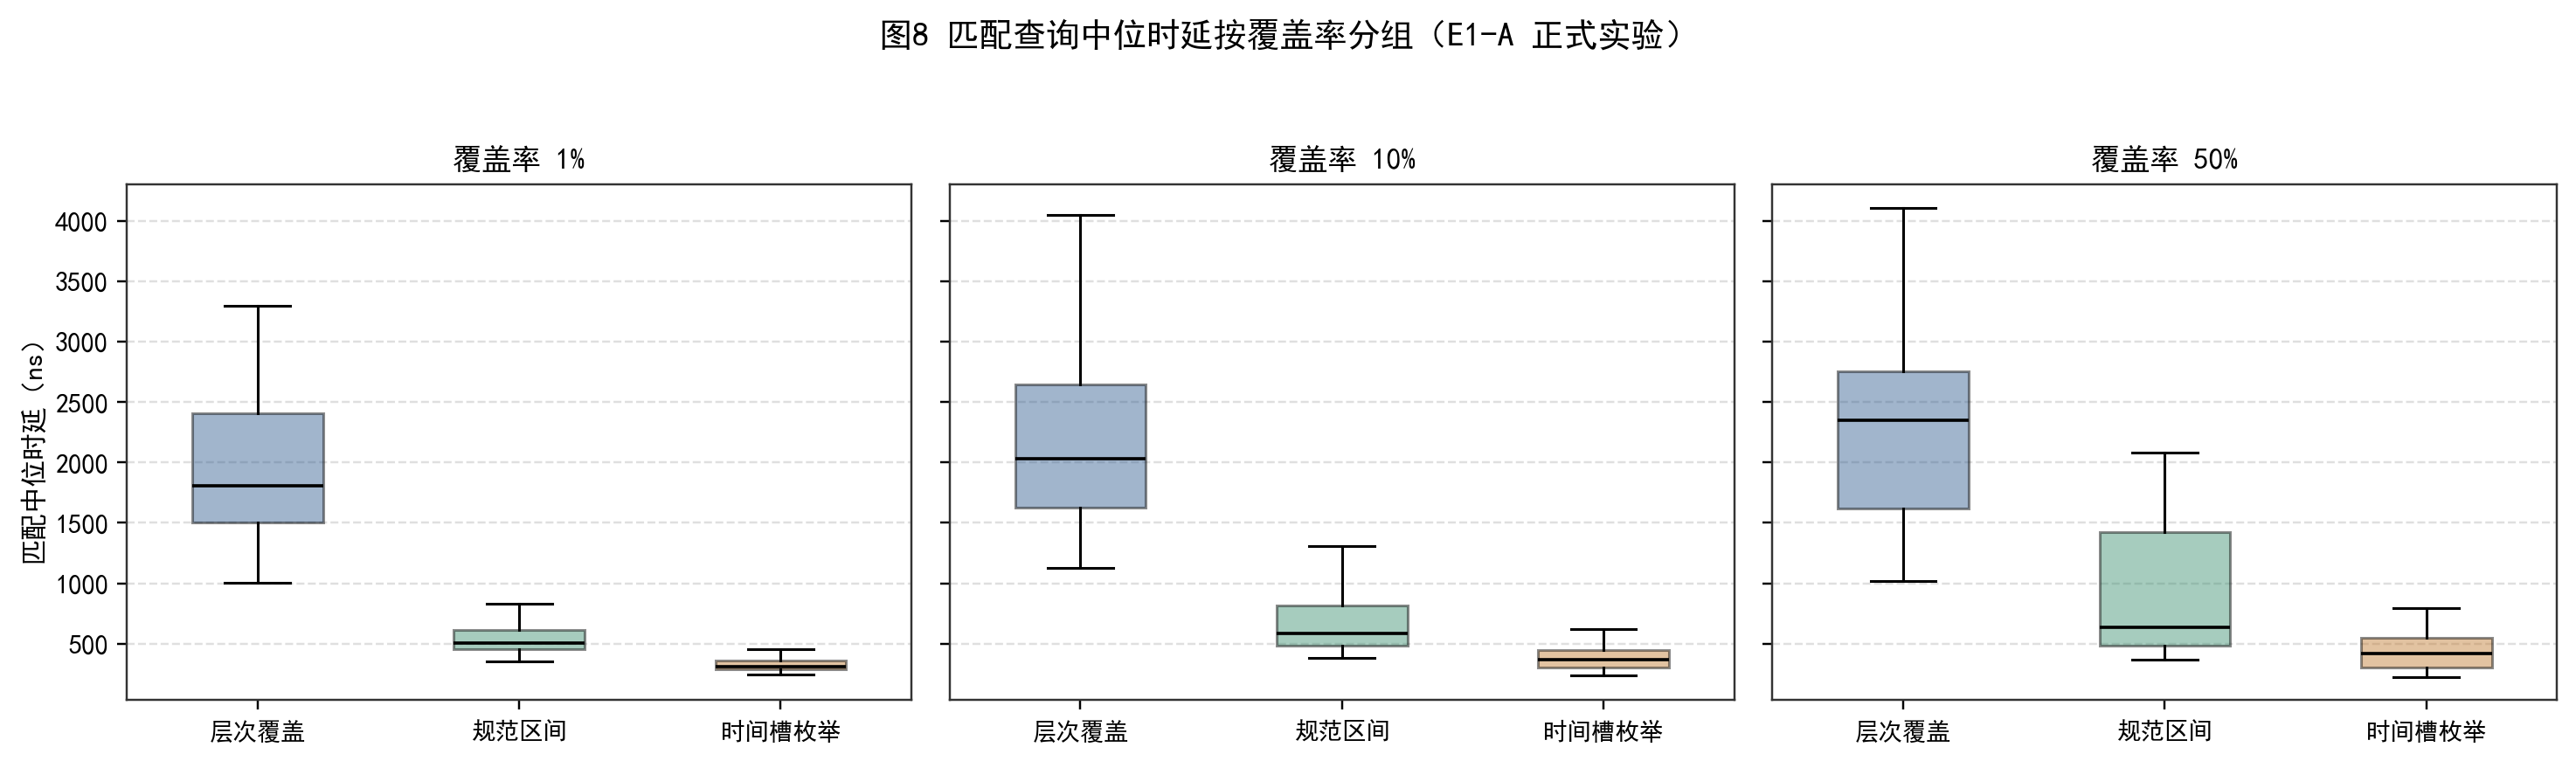 图8 匹配查询中位时延按覆盖率分组（E1-A 正式实验）
覆盖率 1%
覆盖率 10%
覆盖率 50%
匹配中位时延（ns）
4000
3500
3000
2500
2000
1500
1000
500
层次覆盖
规范区间
时间槽枚举
层次覆盖
规范区间
时间槽枚举
层次覆盖
规范区间
时间槽枚举